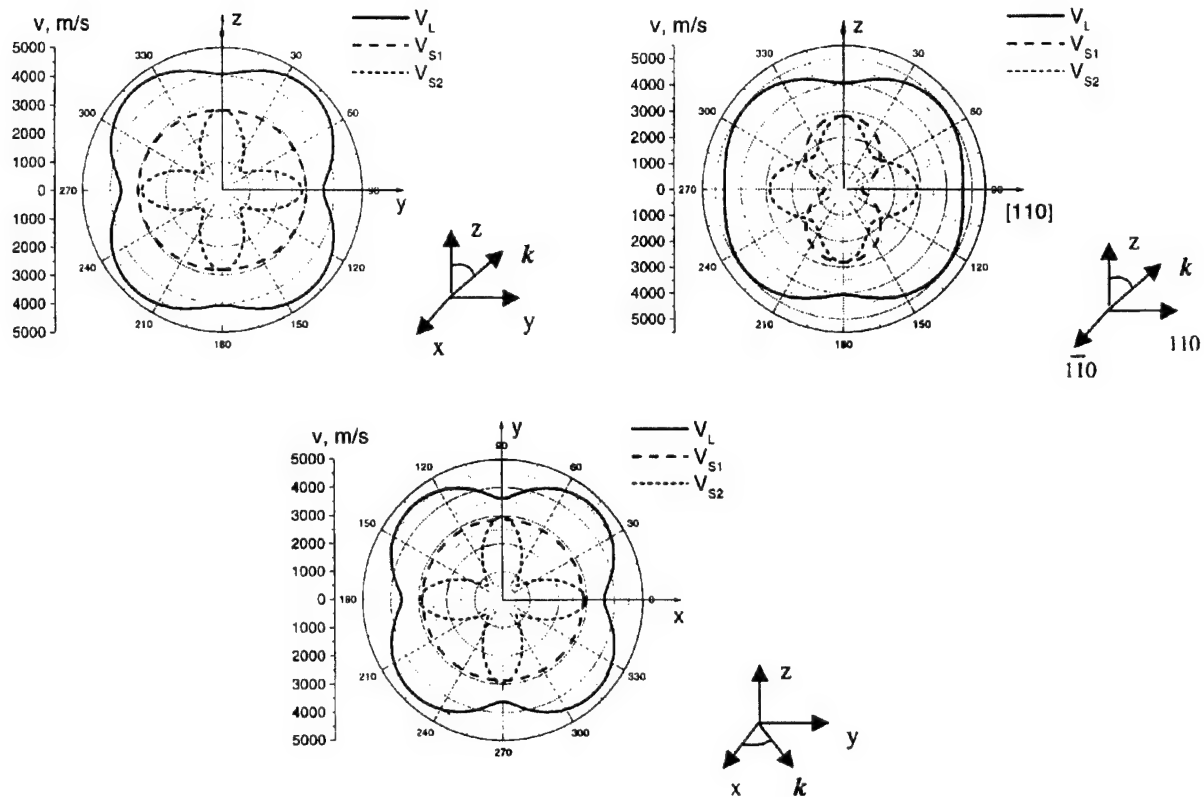 v, m/s
z
V_L
V_S1
V_S2
5000
4000
3000
2000
1000
0
1000
2000
3000
4000
5000
330
30
300
60
270
90
240
120
210
150
180
y
z
k
y
x
v, m/s
z
V_L
V_S1
V_S2
5000
4000
3000
2000
1000
0
1000
2000
3000
4000
5000
330
30
300
60
270
90
240
120
210
150
180
[110]
z
k
110
1̅10
v, m/s
y
V_L
V_S1
V_S2
5000
4000
3000
2000
1000
0
1000
2000
3000
4000
5000
90
120
60
150
30
180
0
210
330
240
300
270
x
z
y
x
k